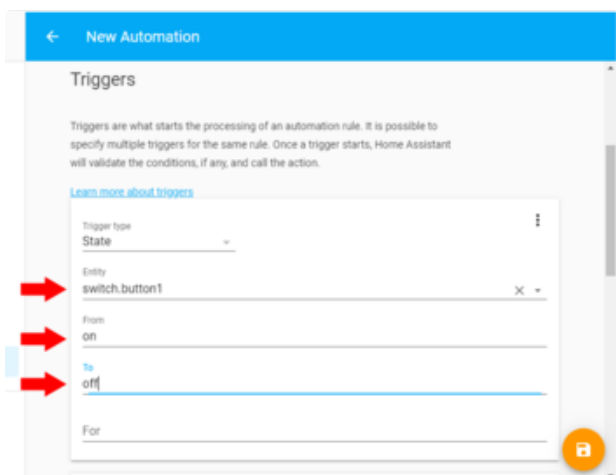 New Automation
Triggers
Triggers are what starts the processing of an automation rule. It is possible to
specify multiple triggers for the same rule. Once a trigger starts, Home Assistant
will validate the conditions, if any, and call the action.
Learn more about triggers
Trigger type
State
Entity
switch.button1
From
on
To
off
For